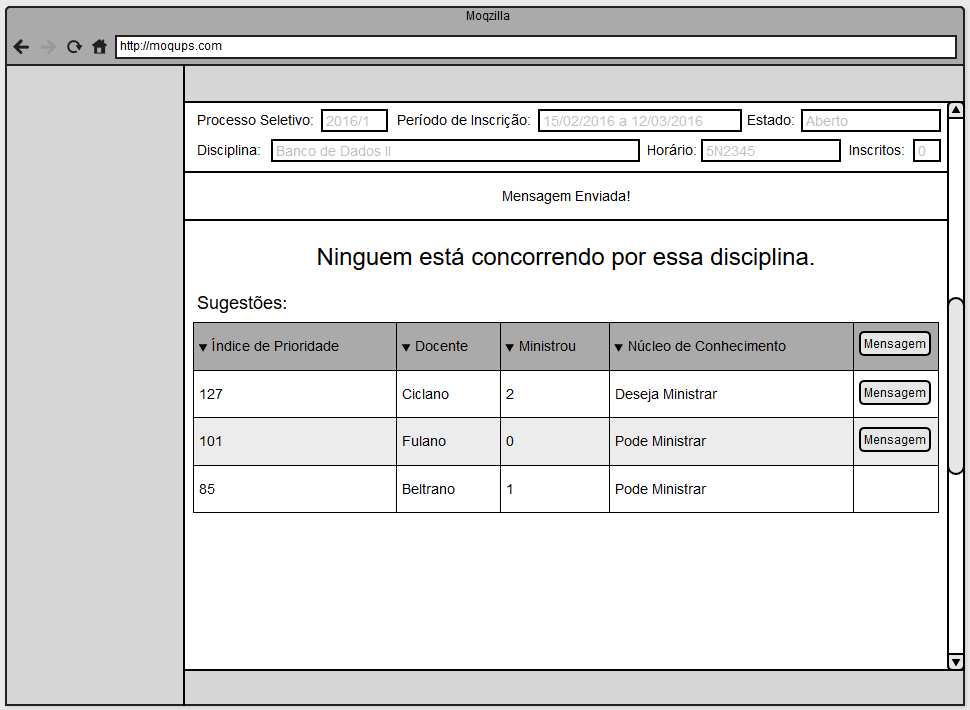 Moqzilla
http://moqups.com
Processo Seletivo: 2016/1 Período de Inscrição: 15/02/2016 a 12/03/2016 Estado: Aberto
Disciplina: Banco de Dados II Horário: 5N2345 Inscritos: 0
Mensagem Enviada!
Ninguem está concorrendo por essa disciplina.
Sugestões:
▼ Índice de Prioridade ▼ Docente ▼ Ministrou ▼ Núcleo de Conhecimento Mensagem
127 Ciclano 2 Deseja Ministrar Mensagem
101 Fulano 0 Pode Ministrar Mensagem
85 Beltrano 1 Pode Ministrar